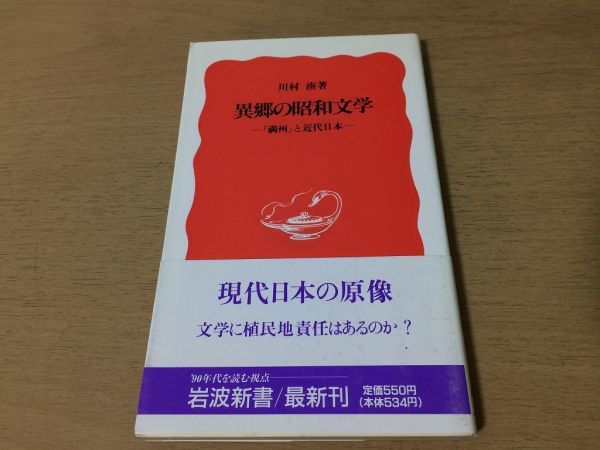 川村 湊著
異郷の昭和文学
―「満州」と近代日本―
現代日本の原像
文学に植民地責任はあるのか?
'90年代を読む視点
岩波新書/最新刊
定価550円
(本体534円)